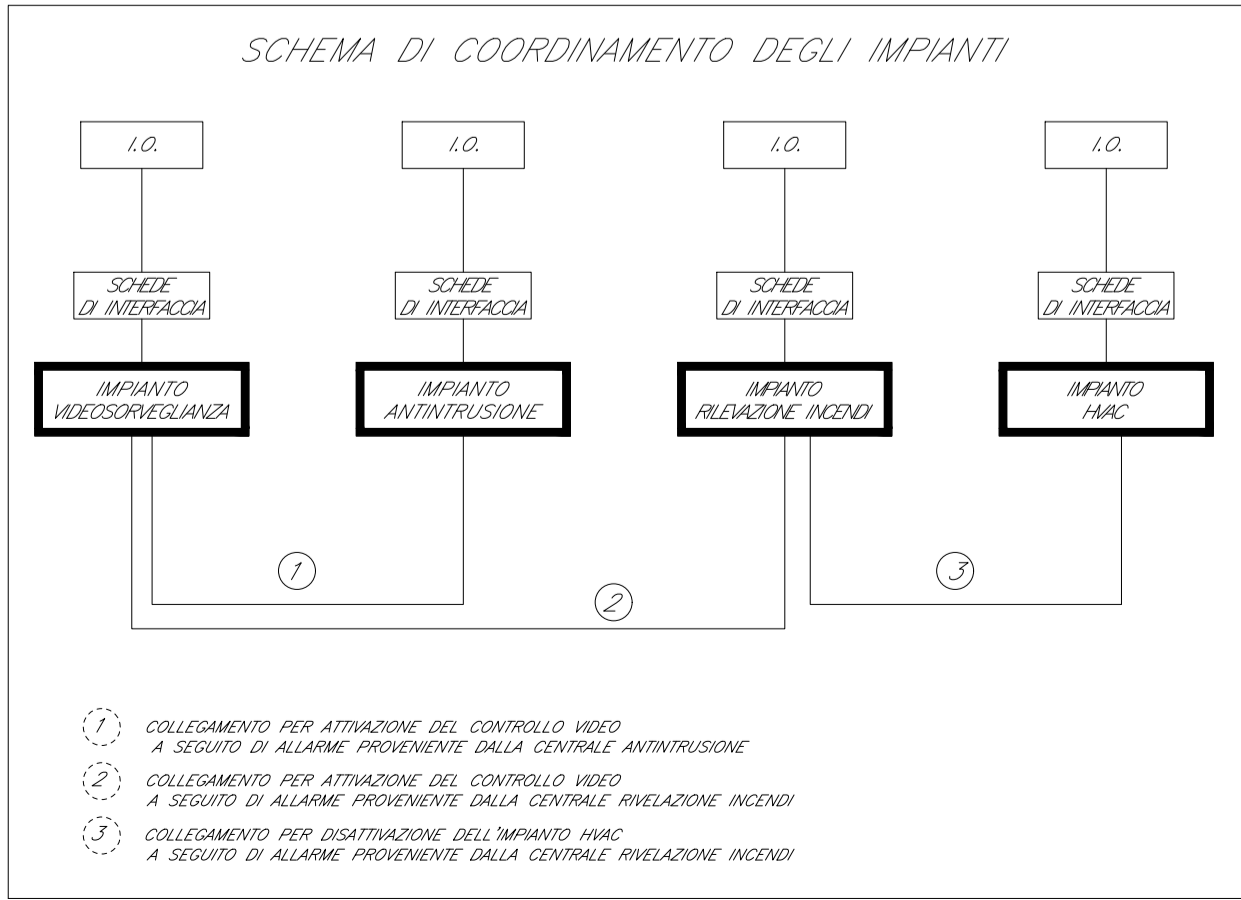 SCHEMA DI COORDINAMENTO DEGLI IMPIANTI
I.O.
I.O.
I.O.
I.O.
SCHEDE
DI INTERFACCIA
SCHEDE
DI INTERFACCIA
SCHEDE
DI INTERFACCIA
SCHEDE
DI INTERFACCIA
IMPIANTO
VIDEOSORVEGLIANZA
IMPIANTO
ANTINTRUSIONE
IMPIANTO
RILEVAZIONE INCENDI
IMPIANTO
HVAC
1
2
3
1 COLLEGAMENTO PER ATTIVAZIONE DEL CONTROLLO VIDEO
A SEGUITO DI ALLARME PROVENIENTE DALLA CENTRALE ANTINTRUSIONE
2 COLLEGAMENTO PER ATTIVAZIONE DEL CONTROLLO VIDEO
A SEGUITO DI ALLARME PROVENIENTE DALLA CENTRALE RIVELAZIONE INCENDI
3 COLLEGAMENTO PER DISATTIVAZIONE DELL'IMPIANTO HVAC
A SEGUITO DI ALLARME PROVENIENTE DALLA CENTRALE RIVELAZIONE INCENDI